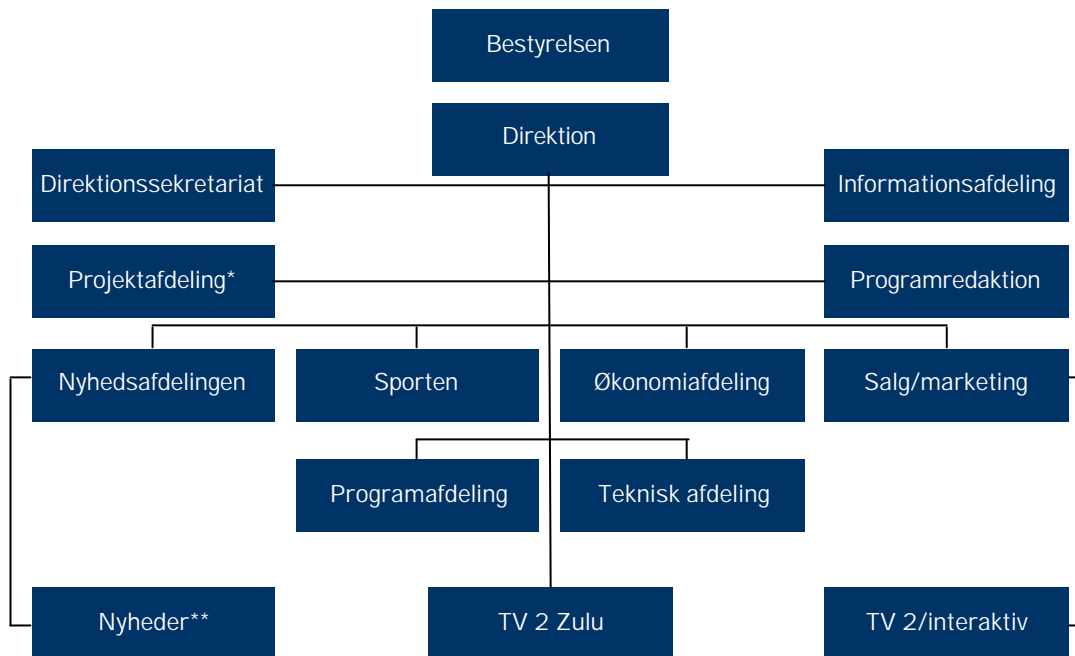 Bestyrelsen
Direktion
Direktionssekretariat
Informationsafdeling
Projektafdeling*
Programredaktion
Nyhedsafdelingen
Sporten
Økonomiafdeling
Salg/marketing
Programafdeling
Teknisk afdeling
Nyheder**
TV 2 Zulu
TV 2/interaktiv